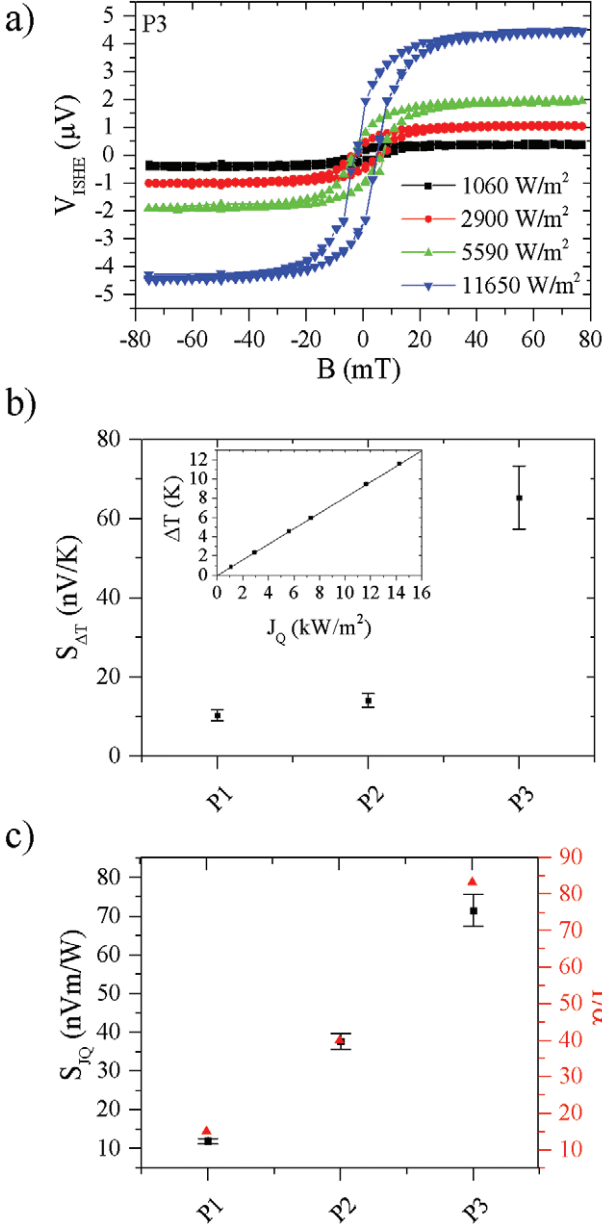 a)
P3
V_ISHE (μV)
5
4
3
2
1
0
-1
-2
-3
-4
-5
1060 W/m²
2900 W/m²
5590 W/m²
11650 W/m²
-80 -60 -40 -20 0 20 40 60 80
B (mT)
b)
S_ΔT (nV/K)
80
60
40
20
0
ΔT (K)
12
10
8
6
4
2
0
0 2 4 6 8 10 12 14 16
J_Q (kW/m²)
P1 P2 P3
c)
S_JQ (nVm/W)
80
70
60
50
40
30
20
10
90
80
70
60
50
40
30
20
10
P1 P2 P3